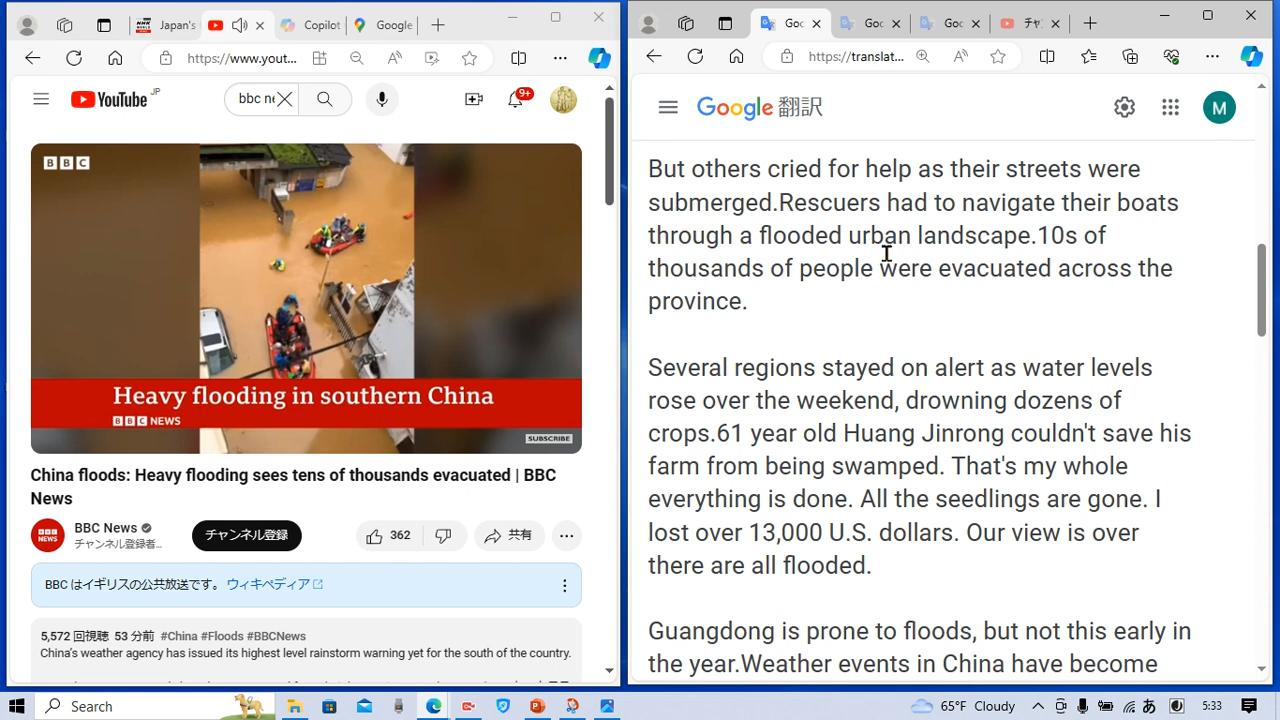 Japan's
Copilot
Google
https://www.yout...
YouTube JP
bbc ne
9+
BBC
Heavy flooding in southern China
BBC NEWS
SUBSCRIBE
China floods: Heavy flooding sees tens of thousands evacuated | BBC
News
BBC News
チャンネル登録者...
チャンネル登録
362
共有
BBC はイギリスの公共放送です。 ウィキペディア
5,572 回視聴 53 分前 #China #Floods #BBCNews
China's weather agency has issued its highest level rainstorm warning yet for the south of the country.
Goo
Goc
Goc
チャ
https://translat...
Google 翻訳
M
But others cried for help as their streets were
submerged.Rescuers had to navigate their boats
through a flooded urban landscape.10s of
thousands of people were evacuated across the
province.
Several regions stayed on alert as water levels
rose over the weekend, drowning dozens of
crops.61 year old Huang Jinrong couldn't save his
farm from being swamped. That's my whole
everything is done. All the seedlings are gone. I
lost over 13,000 U.S. dollars. Our view is over
there are all flooded.
Guangdong is prone to floods, but not this early in
the year.Weather events in China have become
Search
65°F Cloudy
あ
5:33